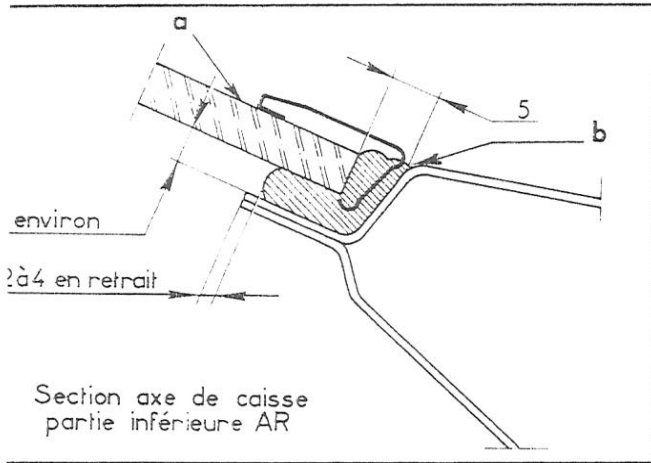 a
5
b
environ
2à4 en retrait
Section axe de caisse
partie inférieure AR